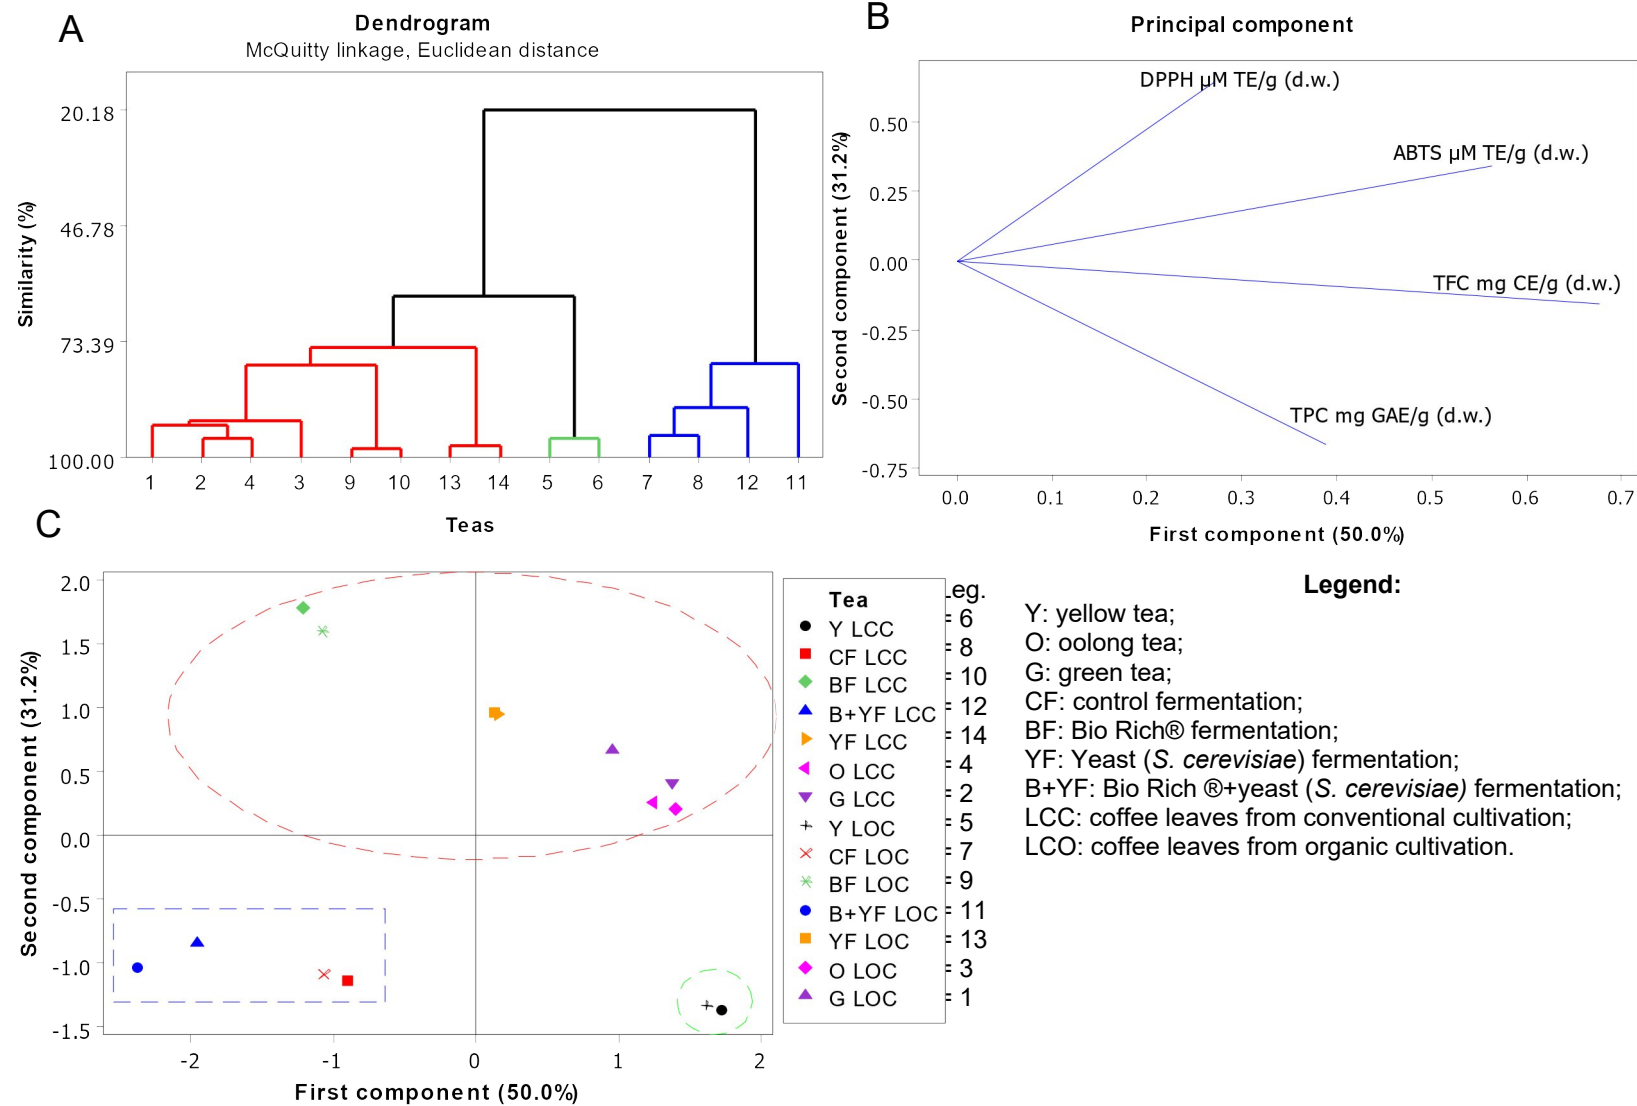 A
Dendrogram
McQuitty linkage, Euclidean distance
Similarity (%)
20.18
46.78
73.39
100.00
1 2 4 3 9 10 13 14 5 6 7 8 12 11
Teas
B
Principal component
Second component (31.2%)
0.50
0.25
0.00
-0.25
-0.50
-0.75
DPPH µM TE/g (d.w.)
ABTS µM TE/g (d.w.)
TFC mg CE/g (d.w.)
TPC mg GAE/g (d.w.)
0.0 0.1 0.2 0.3 0.4 0.5 0.6 0.7
First component (50.0%)
C
Second component (31.2%)
2.0
1.5
1.0
0.5
0.0
-0.5
-1.0
-1.5
-2 -1 0 1 2
First component (50.0%)
Tea eg.
Y LCC = 6
CF LCC = 8
BF LCC = 10
B+YF LCC = 12
YF LCC = 14
O LCC = 4
G LCC = 2
Y LOC = 5
CF LOC = 7
BF LOC = 9
B+YF LOC = 11
YF LOC = 13
O LOC = 3
G LOC = 1
Legend:
Y: yellow tea;
O: oolong tea;
G: green tea;
CF: control fermentation;
BF: Bio Rich® fermentation;
YF: Yeast (S. cerevisiae) fermentation;
B+YF: Bio Rich ®+yeast (S. cerevisiae) fermentation;
LCC: coffee leaves from conventional cultivation;
LCO: coffee leaves from organic cultivation.